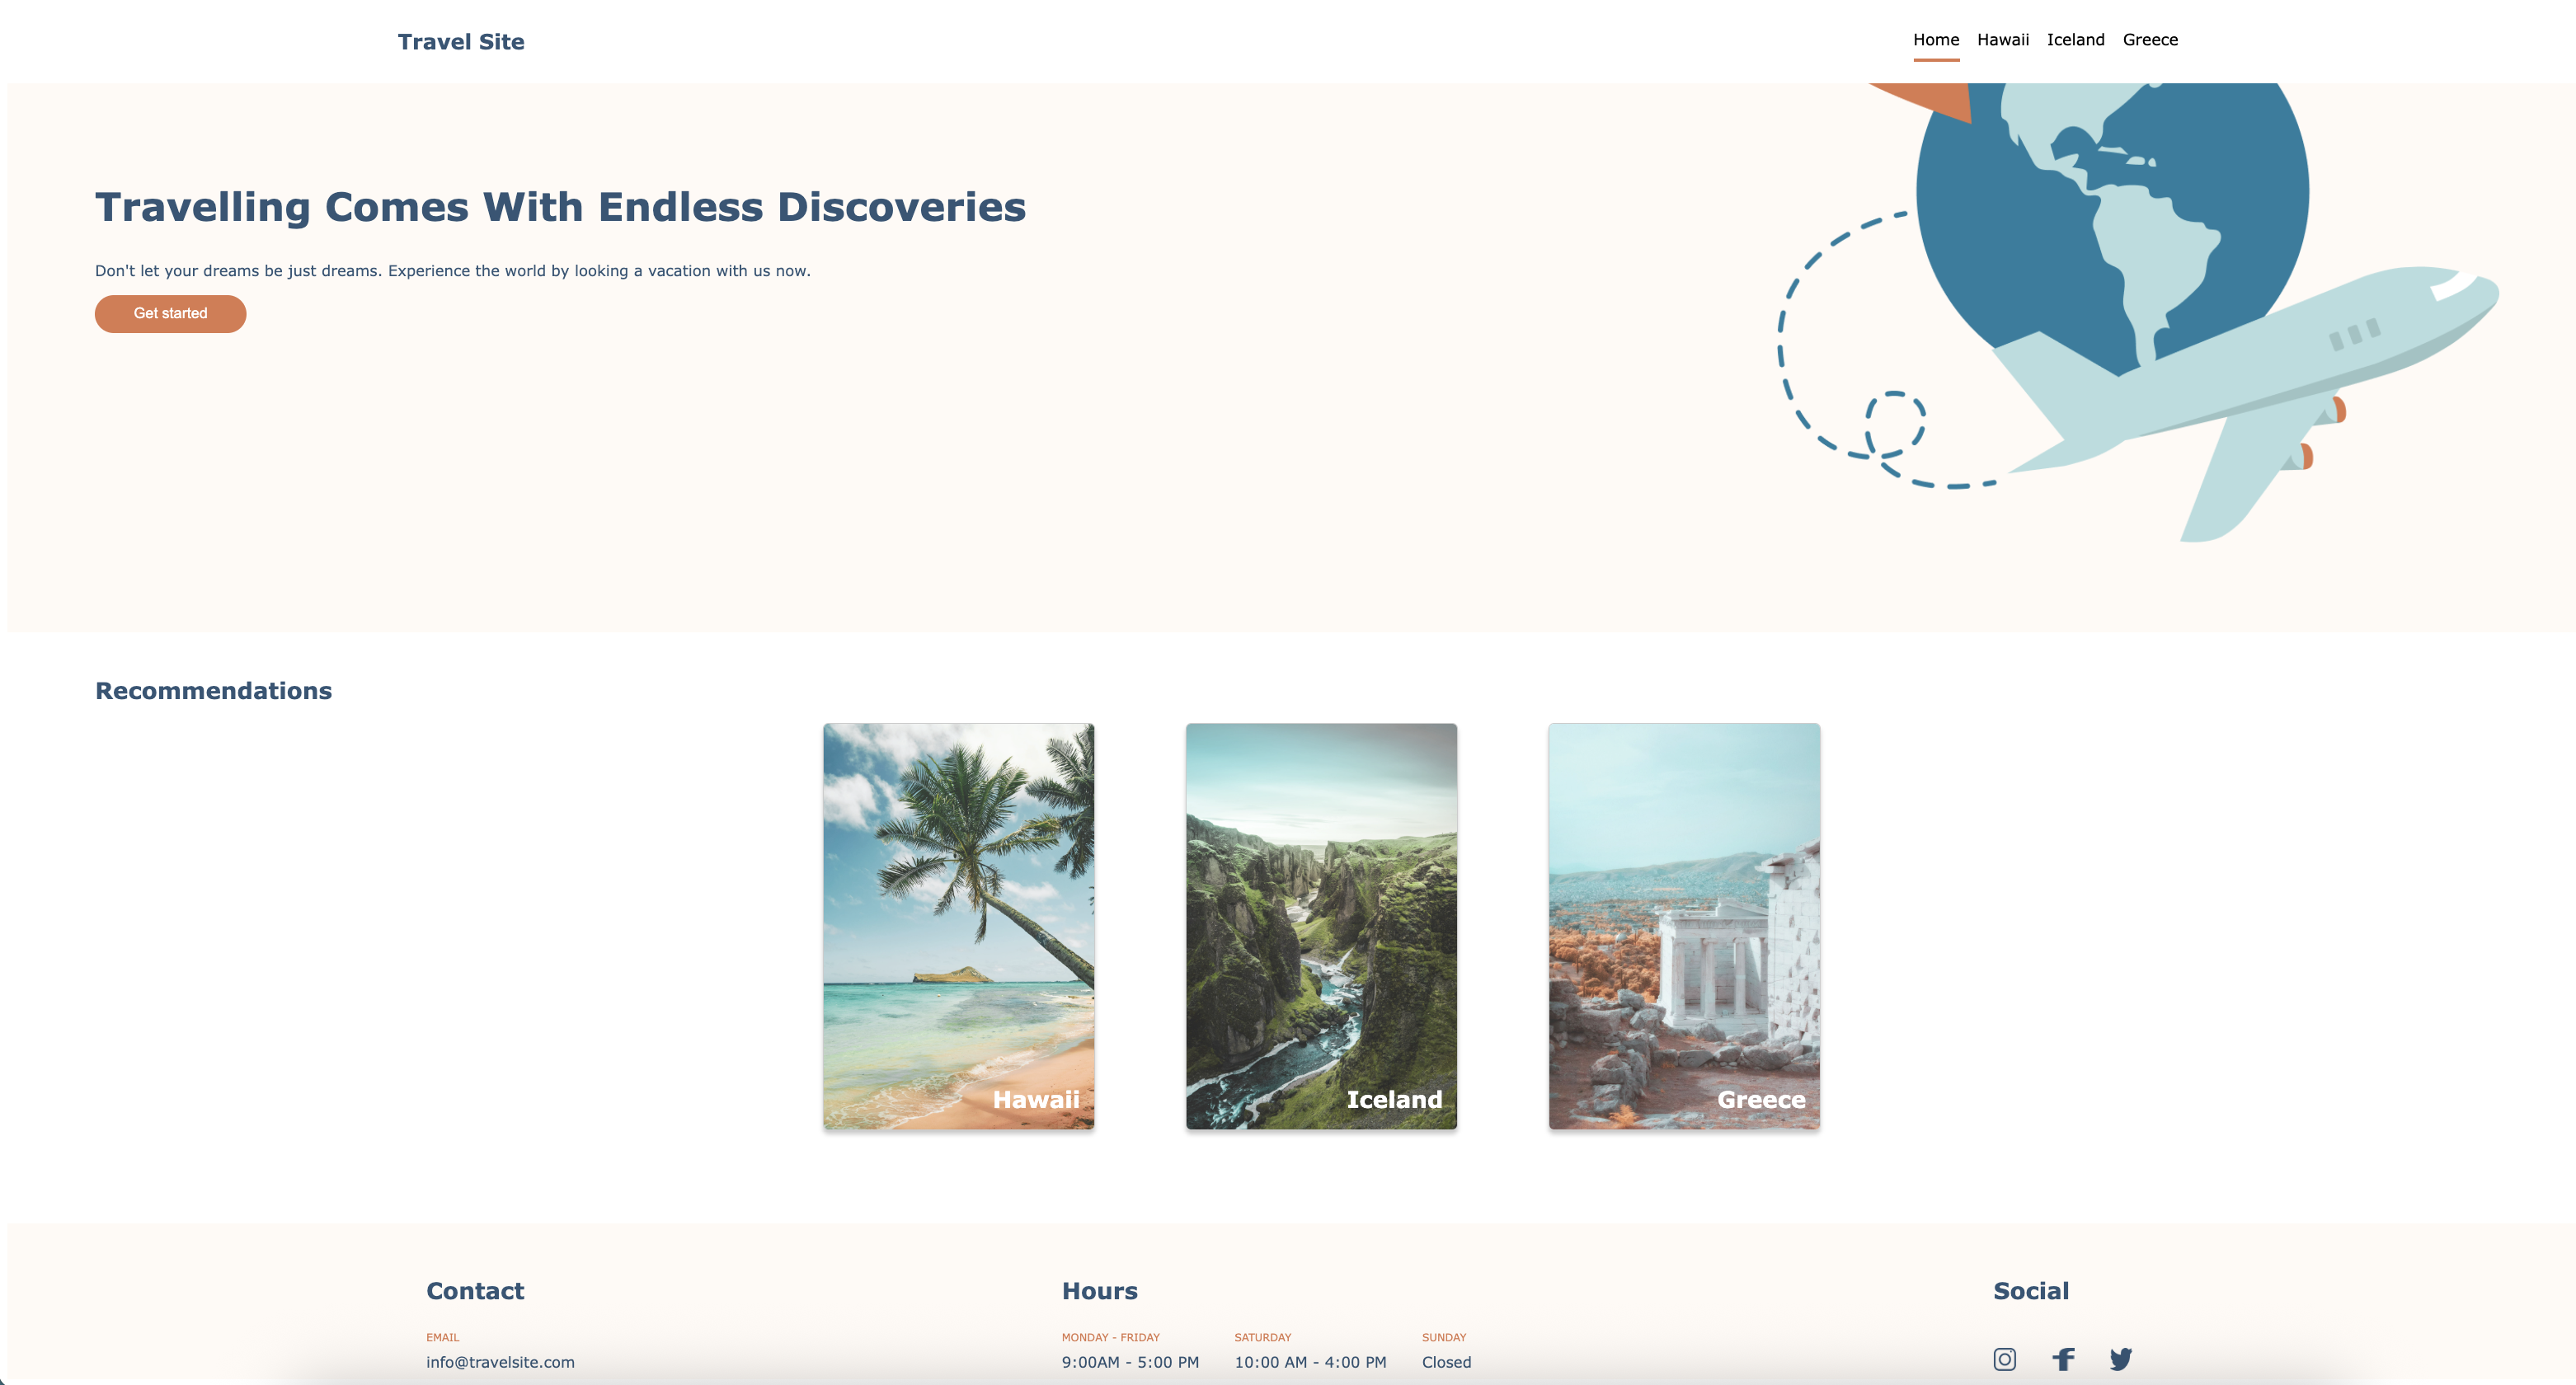 Travel Site
Home Hawaii Iceland Greece
Travelling Comes With Endless Discoveries
Don't let your dreams be just dreams. Experience the world by looking a vacation with us now.
Get started
Recommendations
Hawaii
Iceland
Greece
Contact
EMAIL
info@travelsite.com
Hours
MONDAY - FRIDAY
9:00AM - 5:00 PM
SATURDAY
10:00 AM - 4:00 PM
SUNDAY
Closed
Social